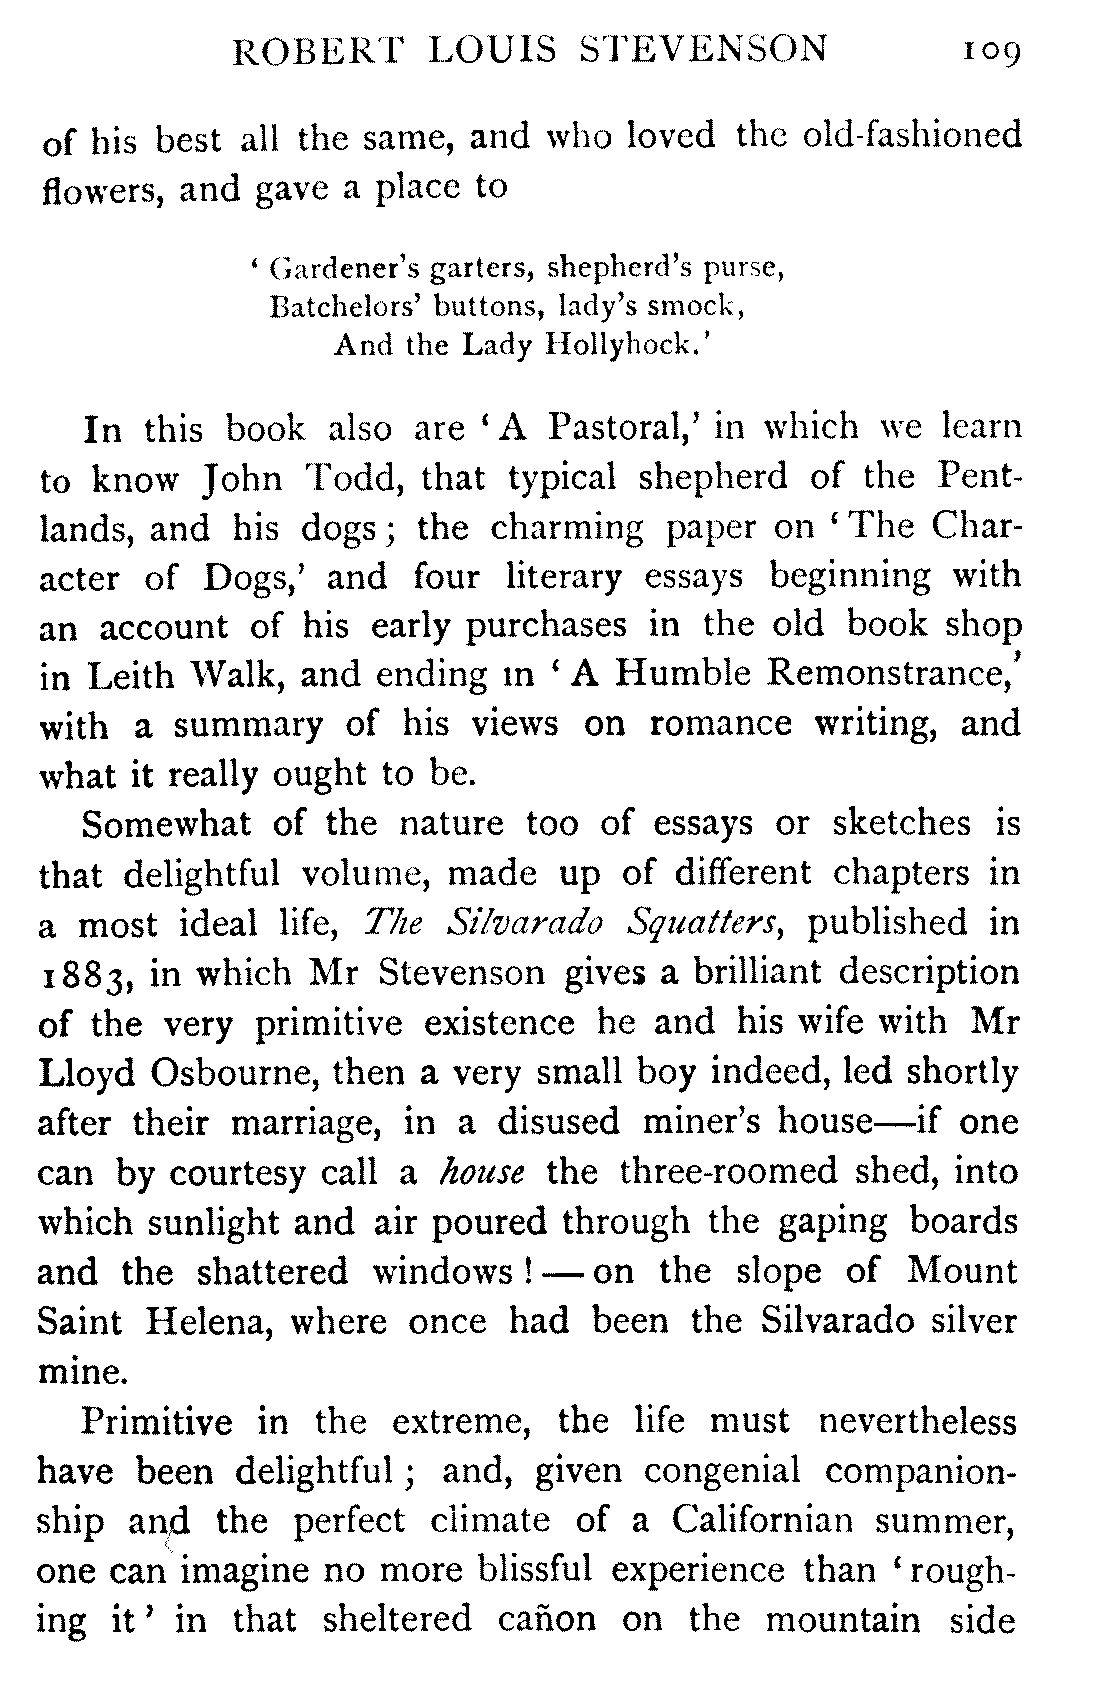 ROBERT LOUIS STEVENSON 109
of his best all the same, and who loved the old-fashioned
flowers, and gave a place to
‘ Gardener’s garters, shepherd’s purse,
Batchelors’ buttons, lady’s smock,
And the Lady Hollyhock.’
In this book also are ‘ A Pastoral,’ in which we learn
to know John Todd, that typical shepherd of the Pent-
lands, and his dogs ; the charming paper on ‘ The Char-
acter of Dogs,’ and four literary essays beginning with
an account of his early purchases in the old book shop
in Leith Walk, and ending in ‘ A Humble Remonstrance,’
with a summary of his views on romance writing, and
what it really ought to be.
Somewhat of the nature too of essays or sketches is
that delightful volume, made up of different chapters in
a most ideal life, The Silvarado Squatters, published in
1883, in which Mr Stevenson gives a brilliant description
of the very primitive existence he and his wife with Mr
Lloyd Osbourne, then a very small boy indeed, led shortly
after their marriage, in a disused miner’s house—if one
can by courtesy call a house the three-roomed shed, into
which sunlight and air poured through the gaping boards
and the shattered windows ! — on the slope of Mount
Saint Helena, where once had been the Silvarado silver
mine.
Primitive in the extreme, the life must nevertheless
have been delightful ; and, given congenial companion-
ship and the perfect climate of a Californian summer,
one can imagine no more blissful experience than ‘ rough-
ing it ’ in that sheltered cañon on the mountain side